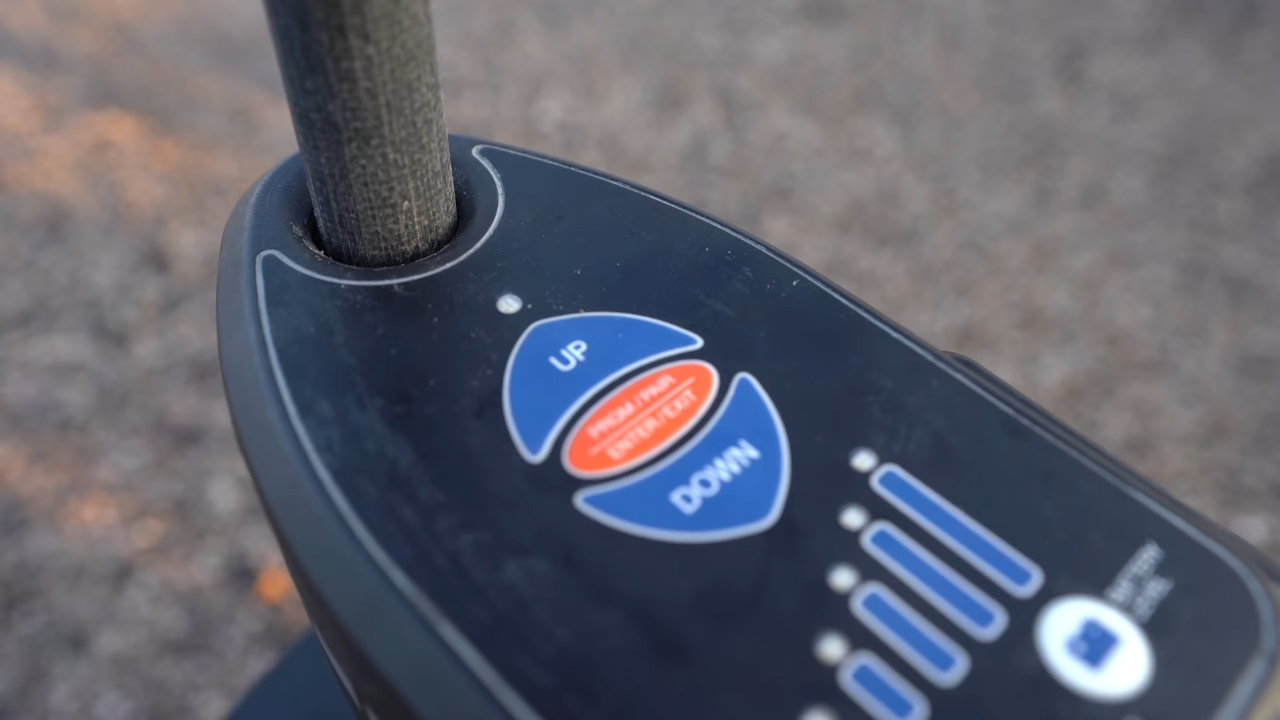 UP
PRGM / PAIR
ENTER / EXIT
DOWN
BATTERY
LEVEL